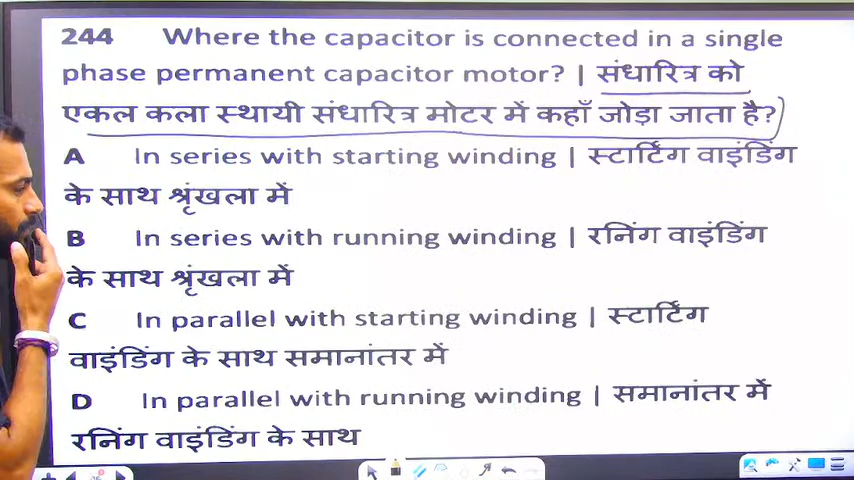 244 Where the capacitor is connected in a single
phase permanent capacitor motor? | संधारित्र को
एकल कला स्थायी संधारित्र मोटर में कहाँ जोड़ा जाता है?
A In series with starting winding | स्टार्टिंग वाइंडिंग
के साथ श्रृंखला में
B In series with running winding | रनिंग वाइंडिंग
के साथ श्रृंखला में
C In parallel with starting winding | स्टार्टिंग
वाइंडिंग के साथ समानांतर में
D In parallel with running winding | समानांतर में
रनिंग वाइंडिंग के साथ